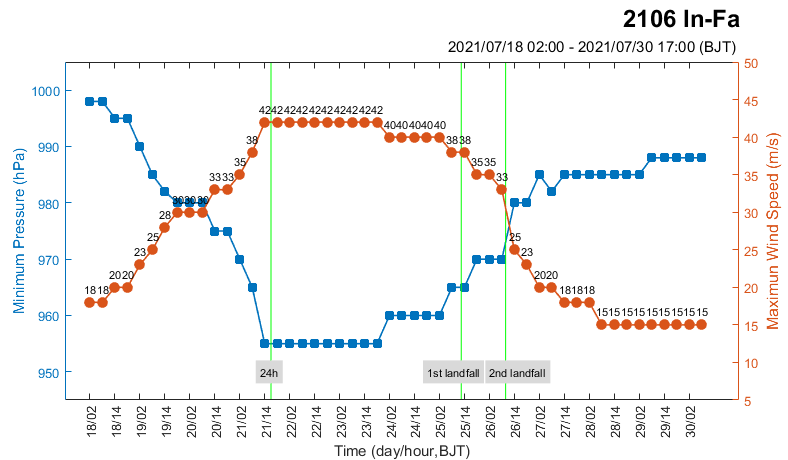 2106 In-Fa
2021/07/18 02:00 - 2021/07/30 17:00 (BJT)
Minimum Pressure (hPa)
1000
990
980
970
960
950
50
45
40
35
30
25
20
15
10
5
Maximun Wind Speed (m/s)
18 18 20 20 23 25 28 30 30 30 33 33 35 38 42 42 42 42 42 42 42 42 42 42 40 40 40 40 40 38 38 35 35 33 25 23 20 20 18 18 18 15 15 15 15 15 15 15 15 15
24h
1st landfall
2nd landfall
18/02 18/14 19/02 19/14 20/02 20/14 21/02 21/14 22/02 22/14 23/02 23/14 24/02 24/14 25/02 25/14 26/02 26/14 27/02 27/14 28/02 28/14 29/02 29/14 30/02
Time (day/hour,BJT)